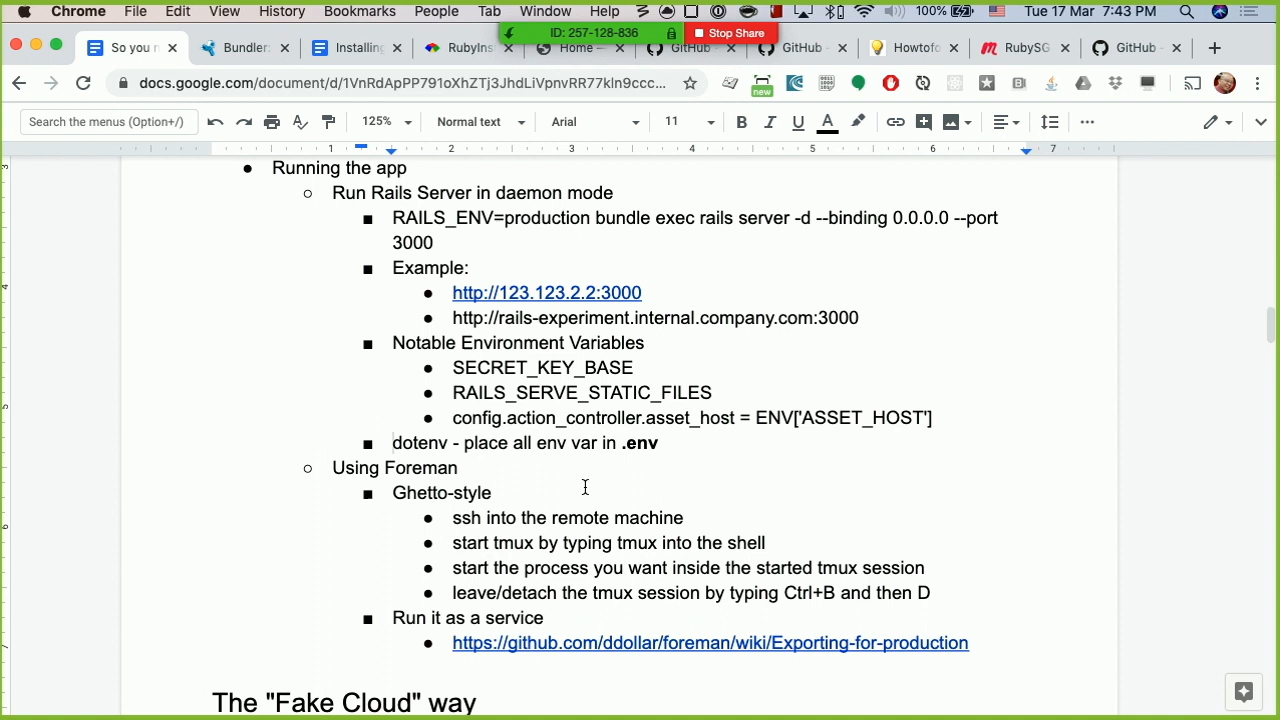 Chrome File Edit View History Bookmarks People Tab Window Help 100% Tue 17 Mar 7:43 PM
ID: 257-128-836 Stop Share
So you n Bundler: Installing RubyIns Home — GitHub - GitHub - Howtofo RubySG GitHub -
docs.google.com/document/d/1VnRdApPP791oXhZTj3JhdLiVpnvRR77kln9ccc...
new
Search the menus (Option+/) 125% Normal text Arial 11 B I U A
1 2 3 4 5 6 7
● Running the app
○ Run Rails Server in daemon mode
■ RAILS_ENV=production bundle exec rails server -d --binding 0.0.0.0 --port
3000
■ Example:
● http://123.123.2.2:3000
● http://rails-experiment.internal.company.com:3000
■ Notable Environment Variables
● SECRET_KEY_BASE
● RAILS_SERVE_STATIC_FILES
● config.action_controller.asset_host = ENV['ASSET_HOST']
■ dotenv - place all env var in .env
○ Using Foreman
■ Ghetto-style
● ssh into the remote machine
● start tmux by typing tmux into the shell
● start the process you want inside the started tmux session
● leave/detach the tmux session by typing Ctrl+B and then D
■ Run it as a service
● https://github.com/ddollar/foreman/wiki/Exporting-for-production
The "Fake Cloud" way